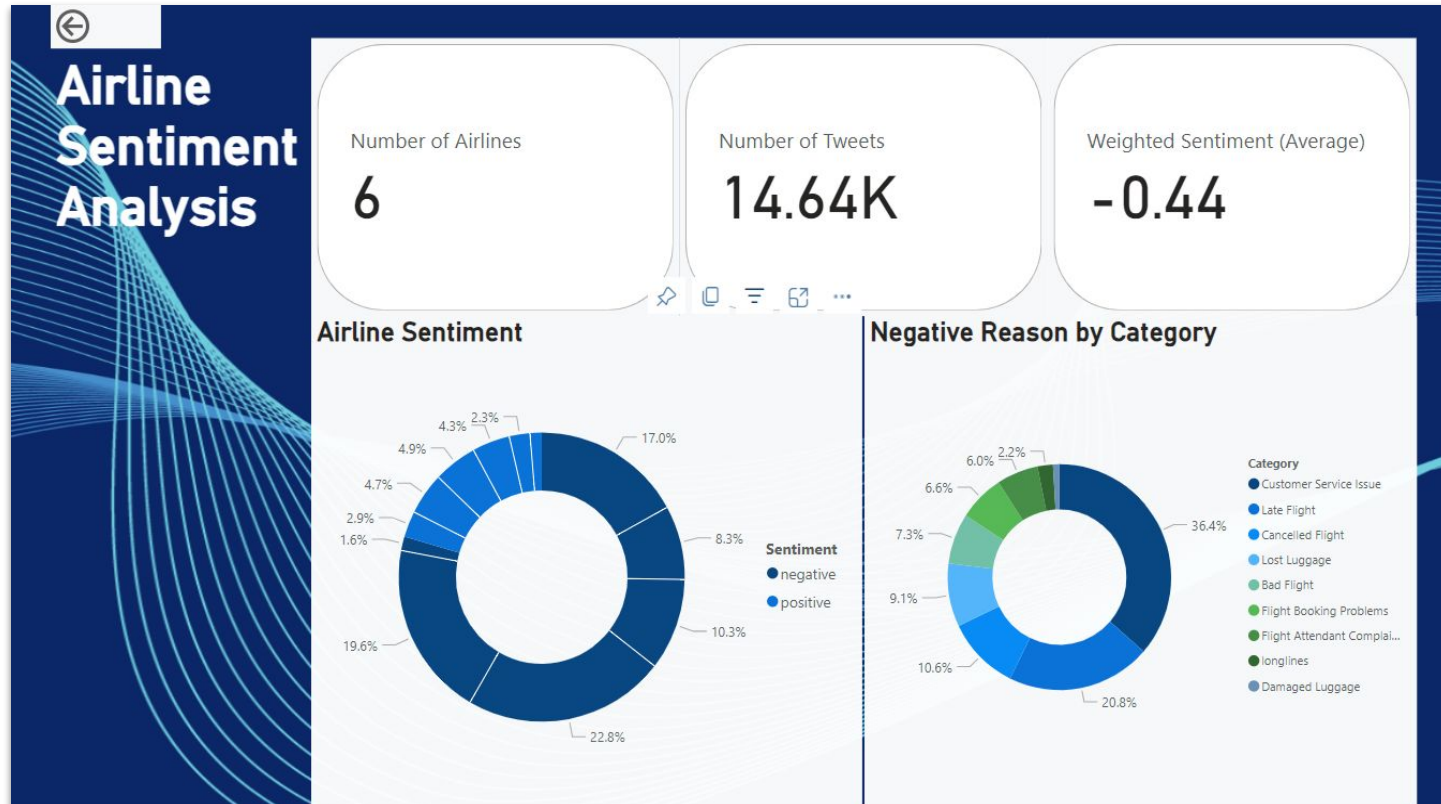 Airline
Sentiment
Analysis
Number of Airlines
6
Number of Tweets
14.64K
Weighted Sentiment (Average)
-0.44
Airline Sentiment
17.0%
8.3%
10.3%
22.8%
19.6%
1.6%
2.9%
4.7%
4.9%
4.3%
2.3%
Sentiment
negative
positive
Negative Reason by Category
36.4%
20.8%
10.6%
9.1%
7.3%
6.6%
6.0%
2.2%
Category
Customer Service Issue
Late Flight
Cancelled Flight
Lost Luggage
Bad Flight
Flight Booking Problems
Flight Attendant Complai...
longlines
Damaged Luggage